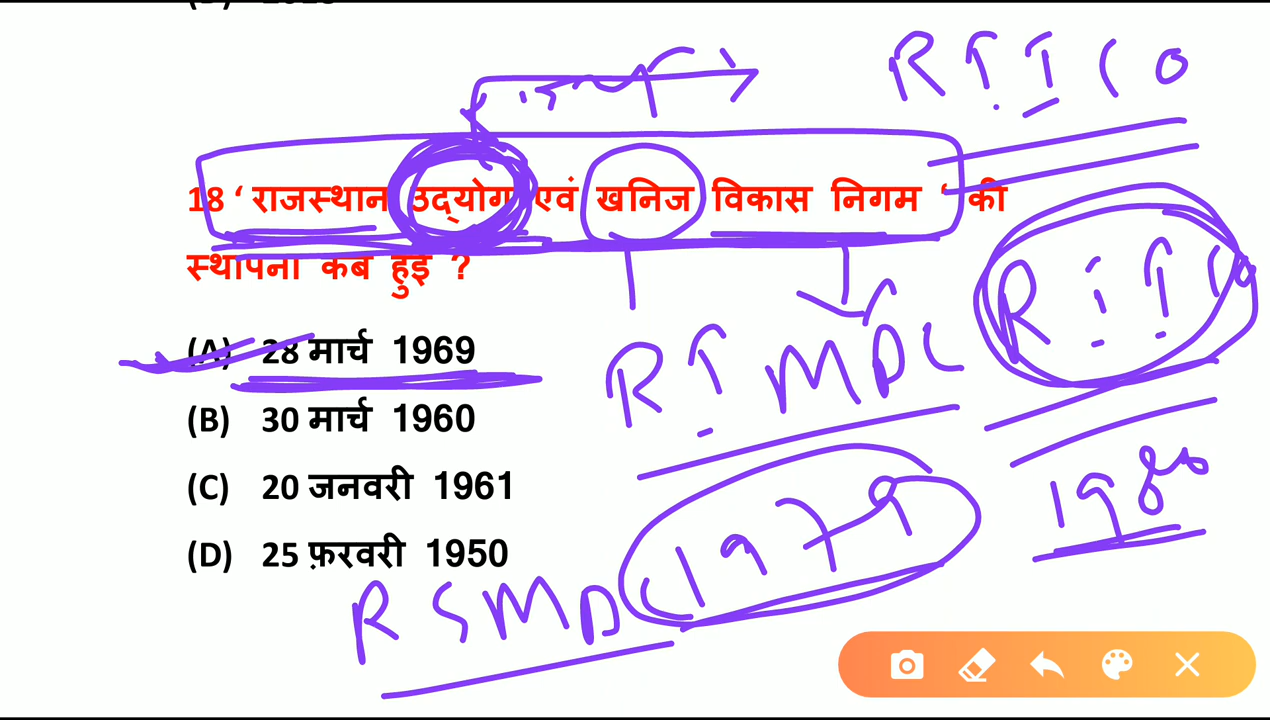 RIICO
18 ‘ राजस्थान उद्योग एवं खनिज विकास निगम ‘ की
स्थापना कब हुई ?
RIICO
(A) 28 मार्च 1969
RIMDC
(B) 30 मार्च 1960
(C) 20 जनवरी 1961
1980
1979
(D) 25 फ़रवरी 1950
RSMDC